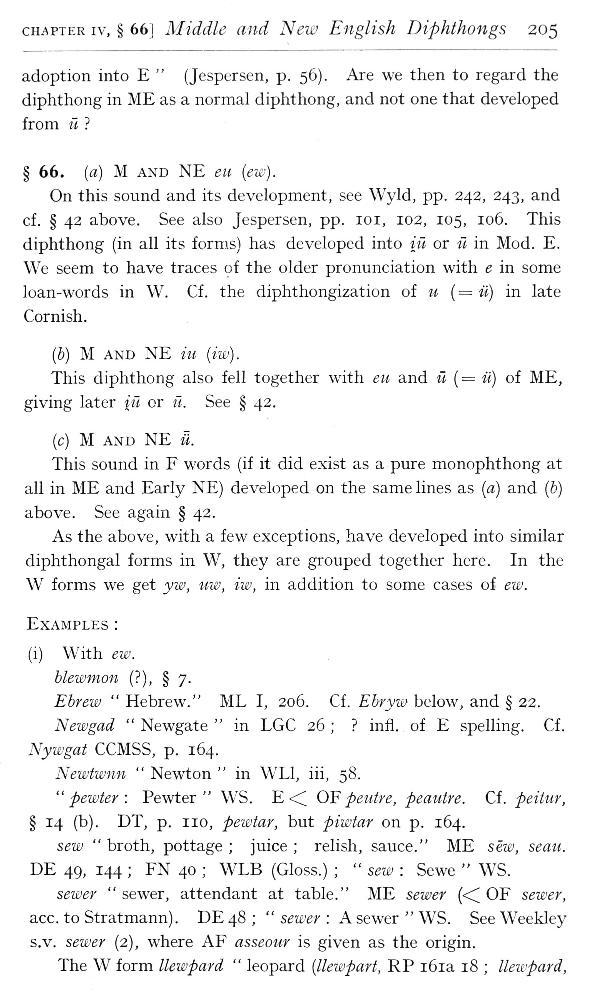 CHAPTER IV, § 66] Middle and New English Diphthongs 205
adoption into E” (Jespersen, p. 56). Are we then to regard the
diphthong in ME as a normal diphthong, and not one that developed
from ū?
§ 66. (a) M AND NE eu (ew).
On this sound and its development, see Wyld, pp. 242, 243, and
cf. § 42 above. See also Jespersen, pp. 101, 102, 105, 106. This
diphthong (in all its forms) has developed into i̯ū or ū in Mod. E.
We seem to have traces of the older pronunciation with e in some
loan-words in W. Cf. the diphthongization of u (= ü) in late
Cornish.
(b) M AND NE iu (iw).
This diphthong also fell together with eu and ū (= ü) of ME,
giving later i̯ū or ū. See § 42.
(c) M AND NE ǖ.
This sound in F words (if it did exist as a pure monophthong at
all in ME and Early NE) developed on the same lines as (a) and (b)
above. See again § 42.
As the above, with a few exceptions, have developed into similar
diphthongal forms in W, they are grouped together here. In the
W forms we get yw, uw, iw, in addition to some cases of ew.
EXAMPLES:
(i) With ew.
blewmon (?), § 7.
Ebrew “Hebrew.” ML I, 206. Cf. Ebryw below, and § 22.
Newgad “Newgate” in LGC 26; ? infl. of E spelling. Cf.
Nywgat CCMSS, p. 164.
Newtwnn “Newton” in WLl, iii, 58.
“pewter: Pewter” WS. E < OF peutre, peautre. Cf. peitur,
§ 14 (b). DT, p. 110, pewtar, but piwtar on p. 164.
sew “broth, pottage; juice; relish, sauce.” ME sēw, seau.
DE 49, 144; FN 40; WLB (Gloss.); “sew: Sewe” WS.
sewer “sewer, attendant at table.” ME sewer (< OF sewer,
acc. to Stratmann). DE 48; “sewer: A sewer” WS. See Weekley
s.v. sewer (2), where AF asseour is given as the origin.
The W form llewpard “leopard (llewpart, RP 161a 18; llewpard,